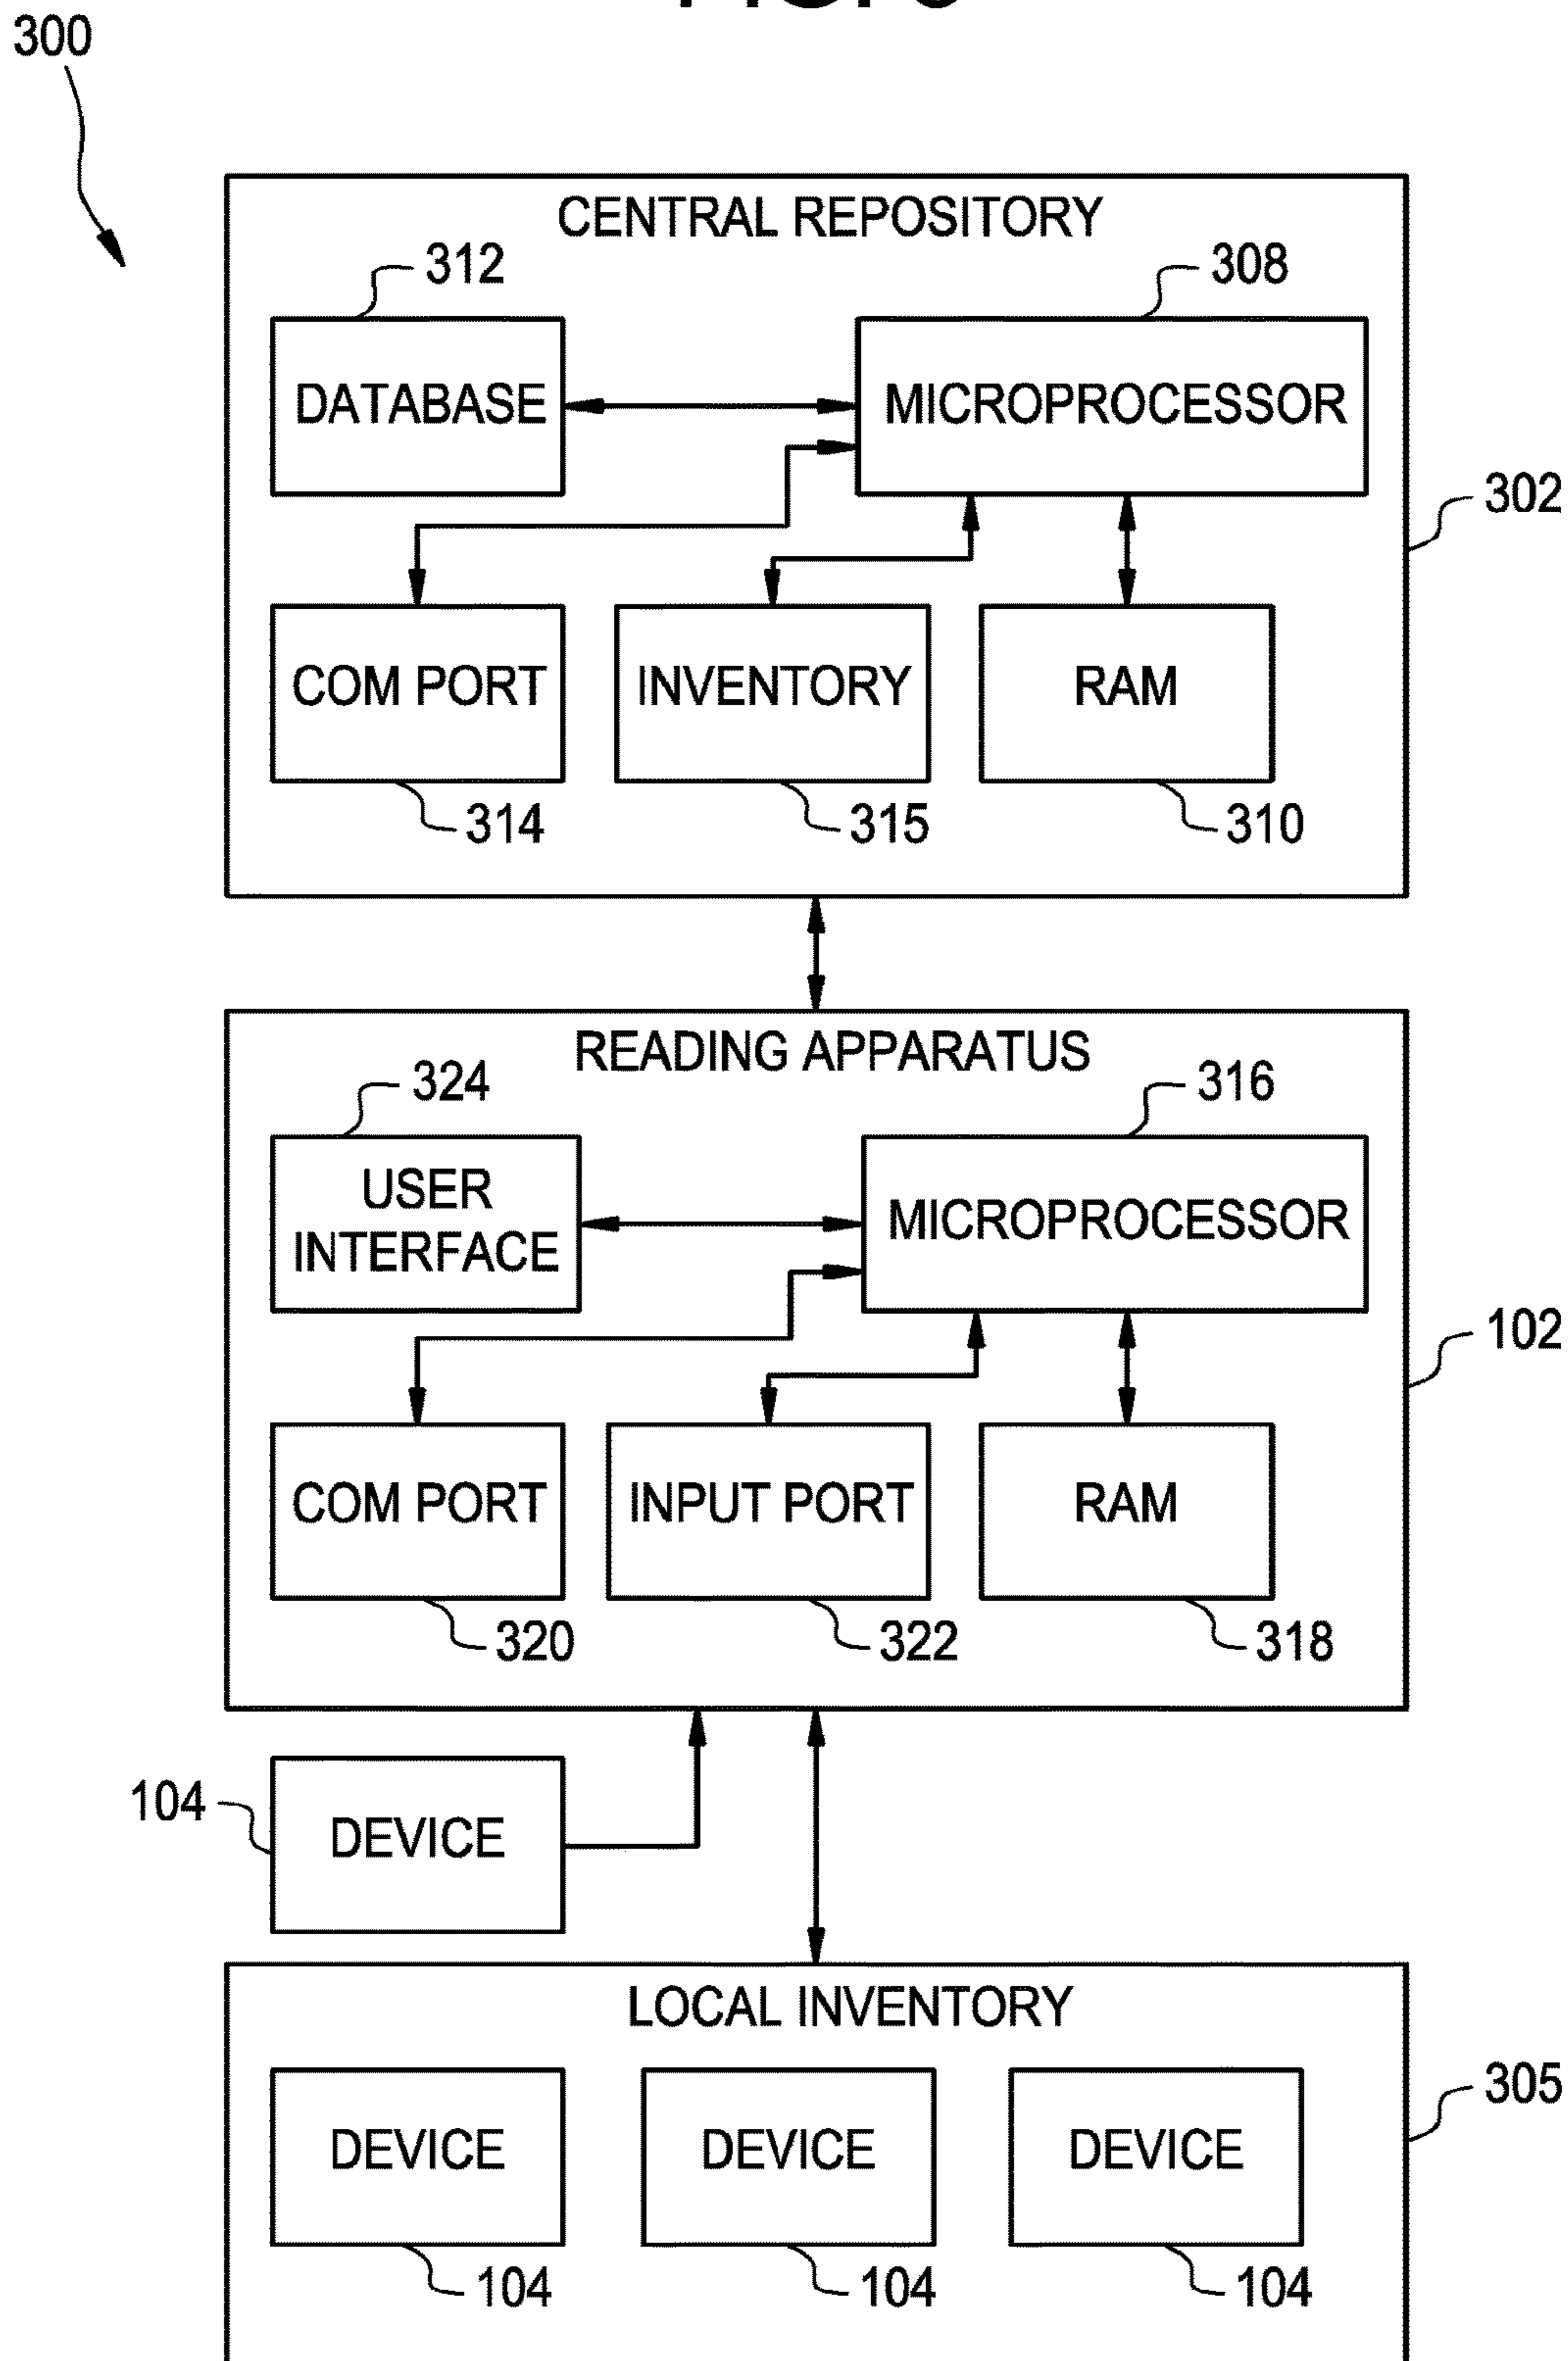 300
CENTRAL REPOSITORY
312
308
DATABASE
MICROPROCESSOR
302
COM PORT
INVENTORY
RAM
314
315
310
READING APPARATUS
324
316
USER
INTERFACE
MICROPROCESSOR
102
COM PORT
INPUT PORT
RAM
320
322
318
104
DEVICE
LOCAL INVENTORY
305
DEVICE
DEVICE
DEVICE
104
104
104